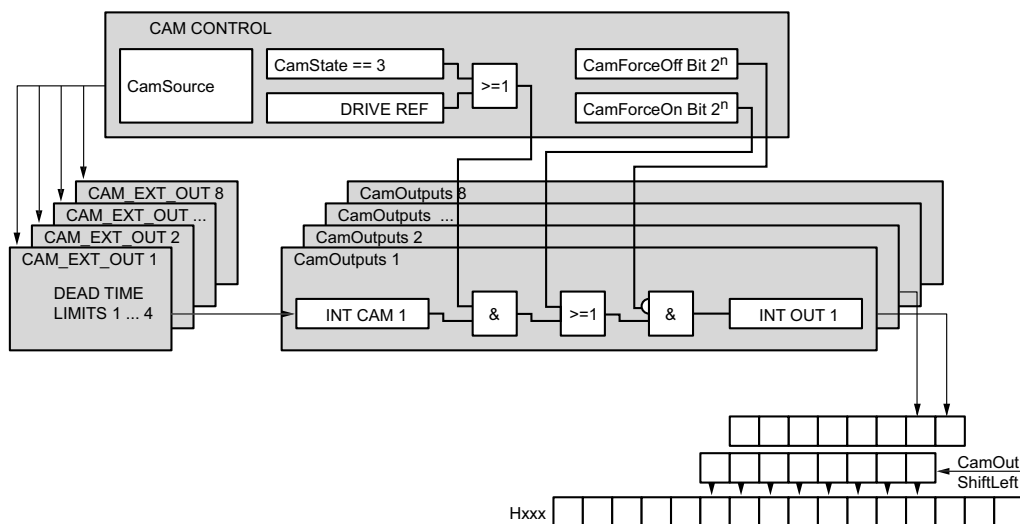 CAM CONTROL
CamSource
CamState == 3
DRIVE REF
>=1
CamForceOff Bit 2ⁿ
CamForceOn Bit 2ⁿ
CAM_EXT_OUT 8
CAM_EXT_OUT ...
CAM_EXT_OUT 2
CAM_EXT_OUT 1
DEAD TIME
LIMITS 1 ... 4
CamOutputs 8
CamOutputs ...
CamOutputs 2
CamOutputs 1
INT CAM 1
&
>=1
&
INT OUT 1
CamOut
ShiftLeft
Hxxx